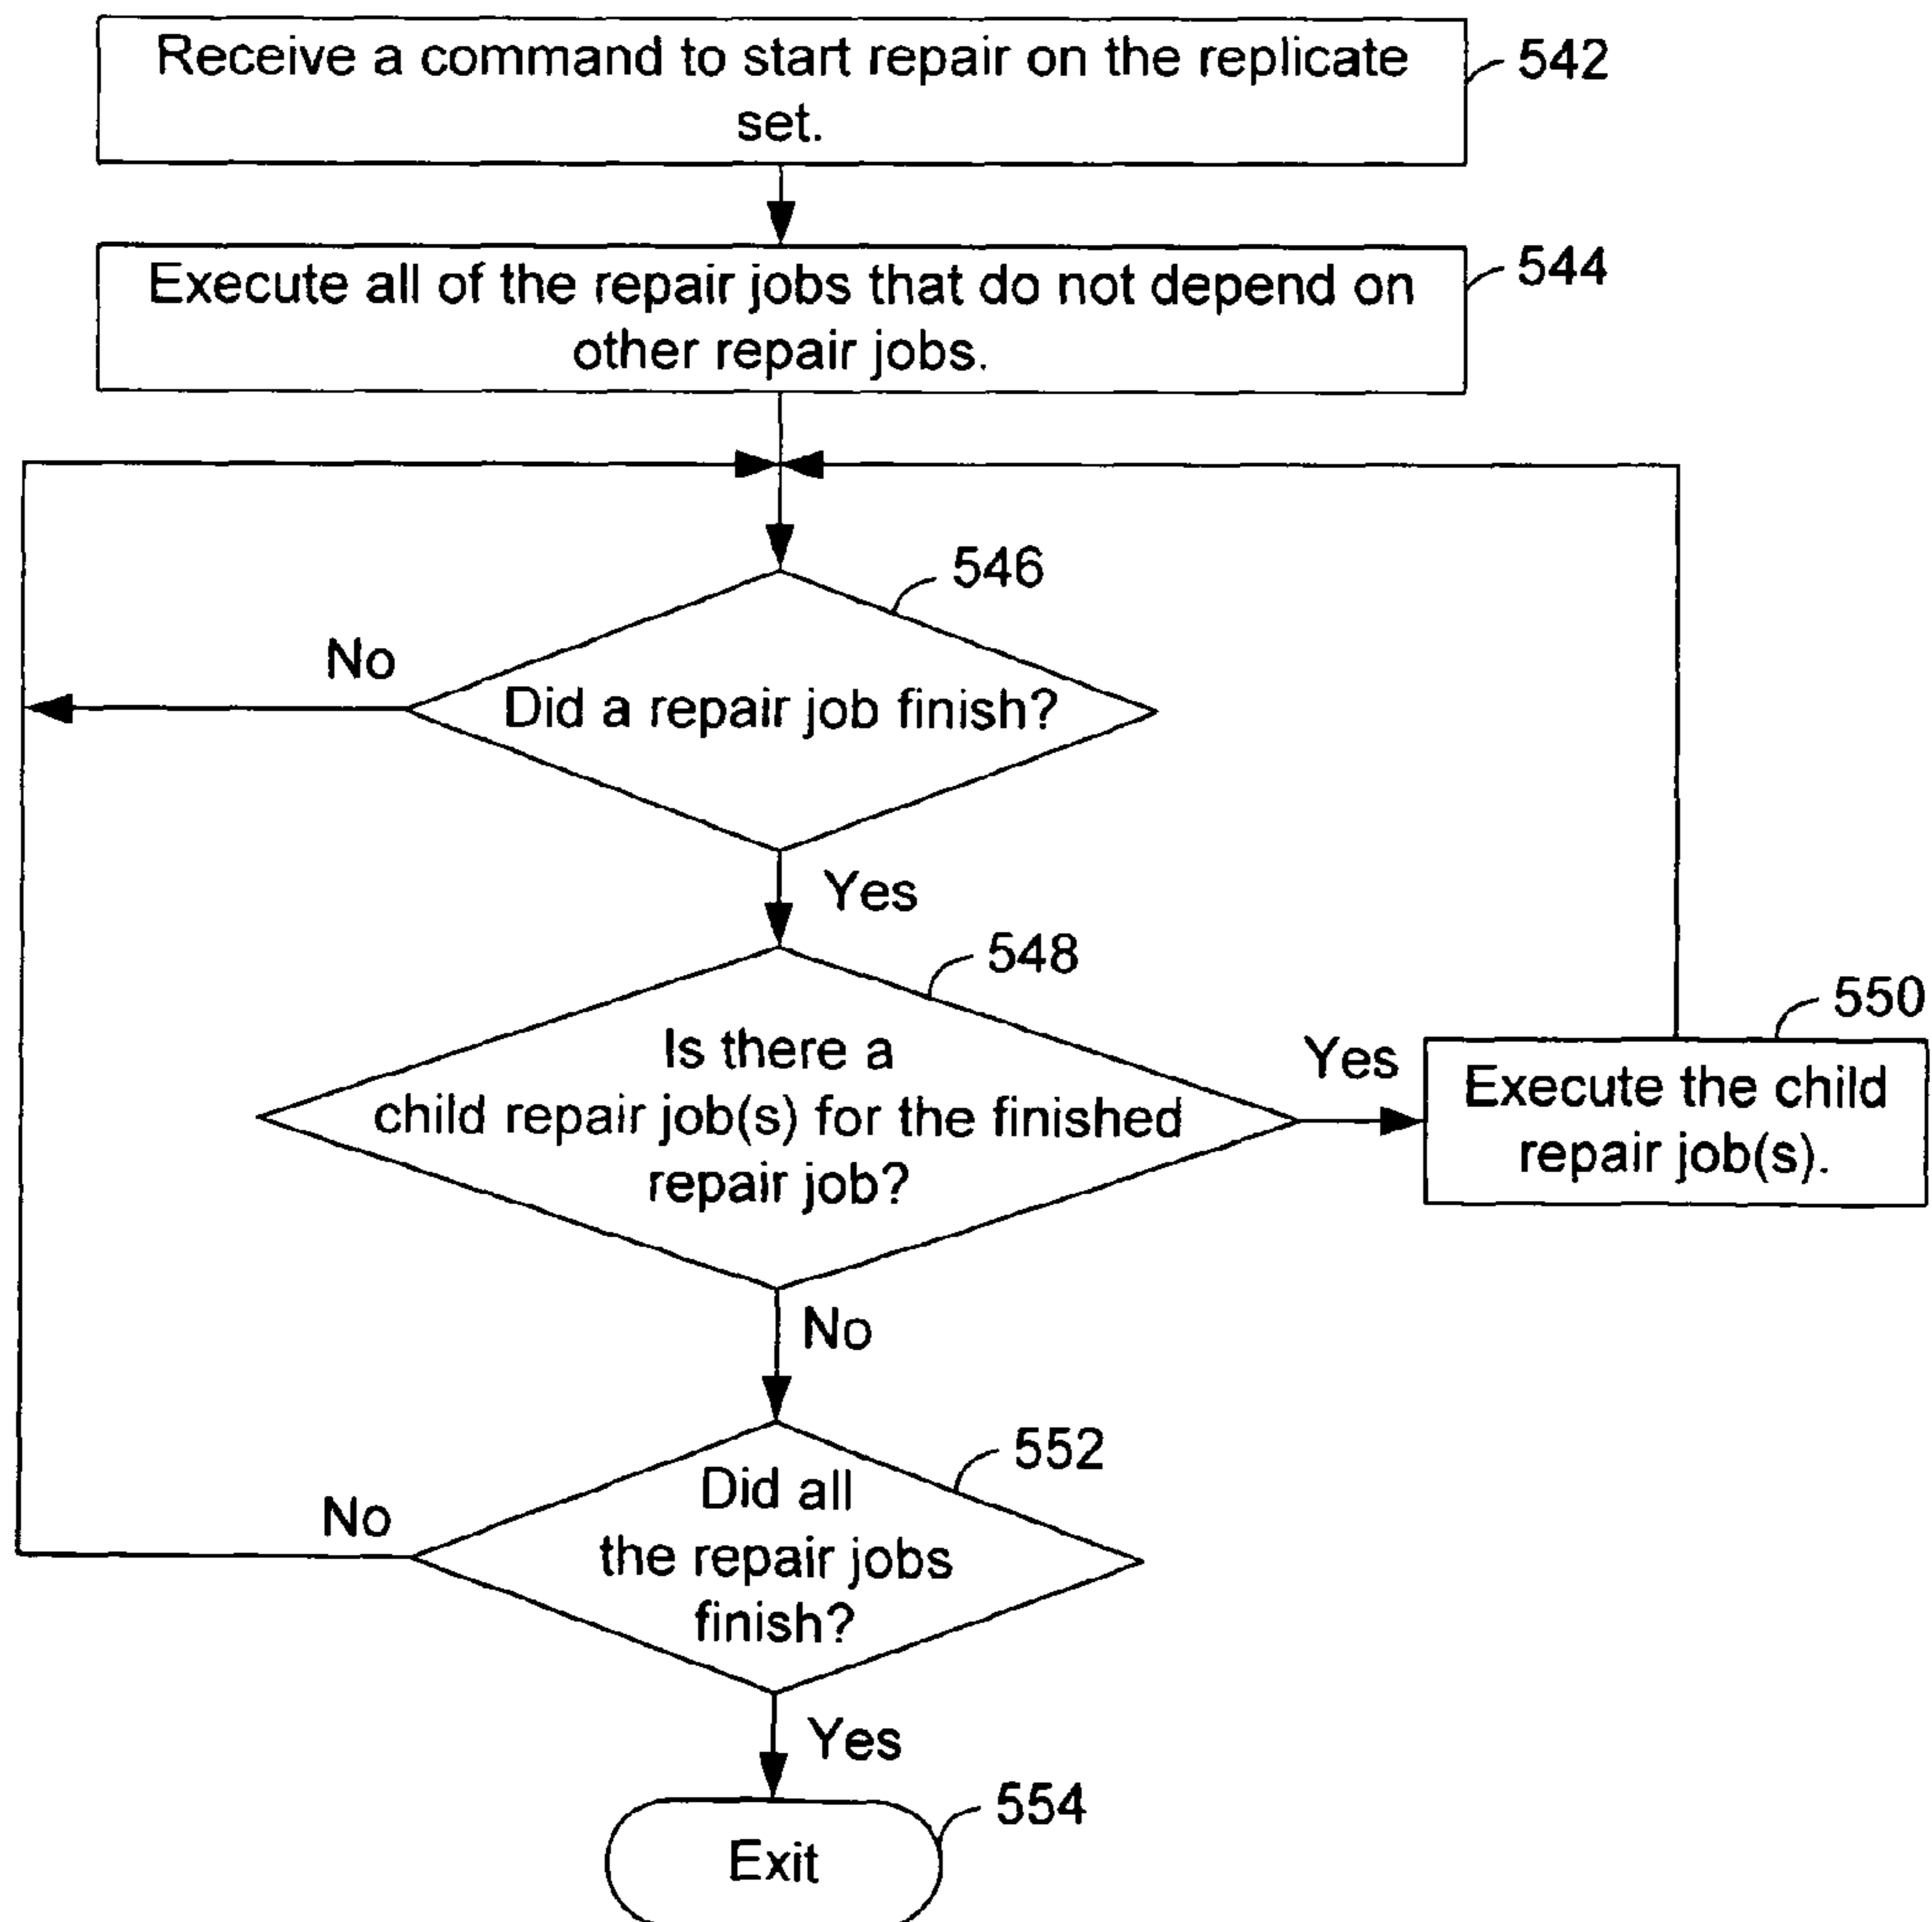 Receive a command to start repair on the replicate
set.
542
Execute all of the repair jobs that do not depend on
other repair jobs.
544
546
No
Did a repair job finish?
Yes
548
Is there a
child repair job(s) for the finished
repair job?
Yes
550
Execute the child
repair job(s).
No
552
Did all
the repair jobs
finish?
No
Yes
554
Exit